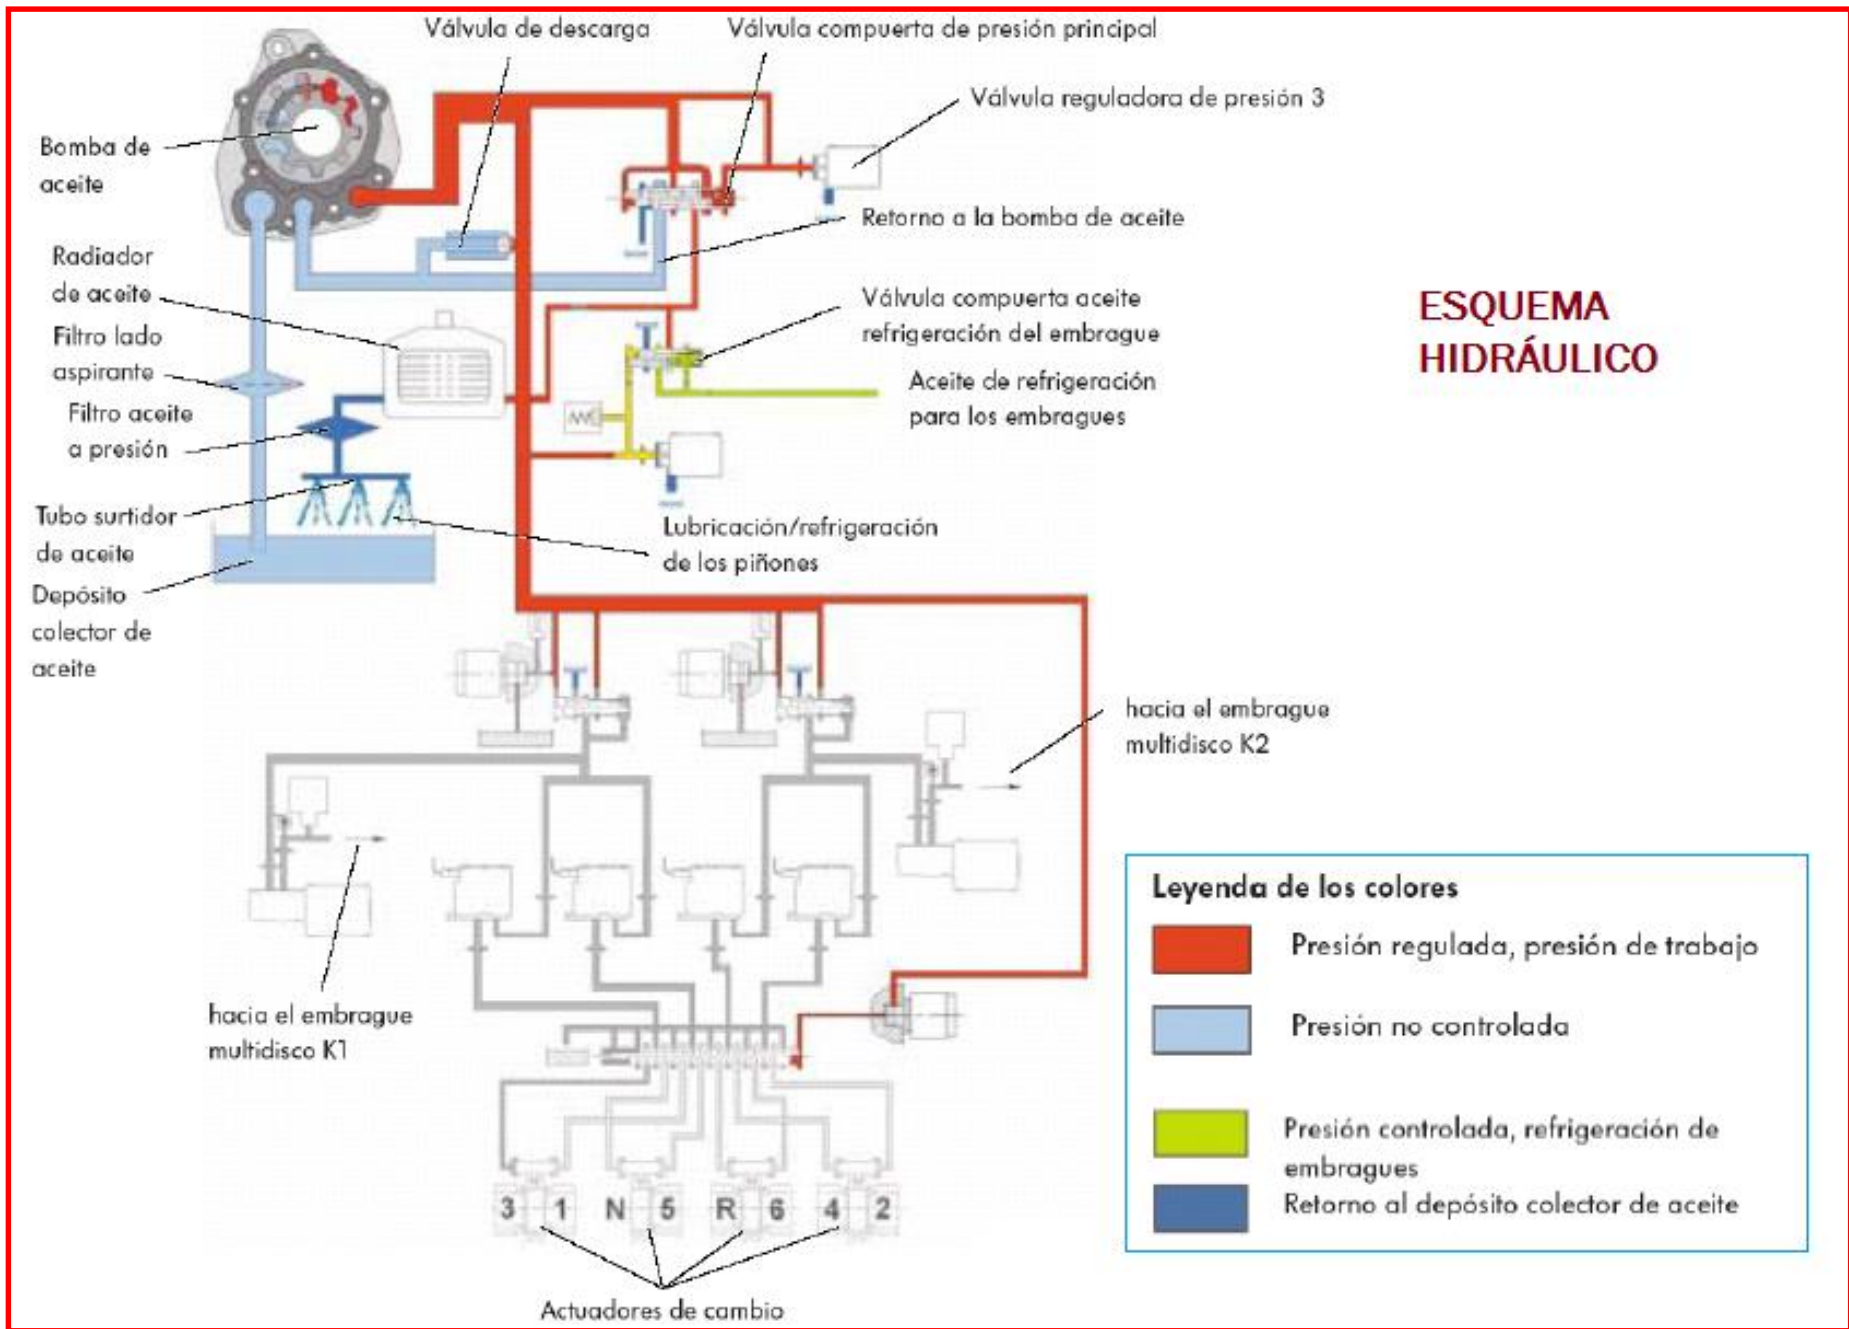 Válvula de descarga
Válvula compuerta de presión principal
Válvula reguladora de presión 3
Bomba de
aceite
Retorno a la bomba de aceite
Radiador
de aceite
Válvula compuerta aceite
refrigeración del embrague
ESQUEMA
HIDRÁULICO
Filtro lado
aspirante
Aceite de refrigeración
para los embragues
Filtro aceite
a presión
Tubo surtidor
de aceite
Lubricación/refrigeración
de los piñones
Depósito
colector de
aceite
hacia el embrague
multidisco K2
hacia el embrague
multidisco K1
Leyenda de los colores
Presión regulada, presión de trabajo
Presión no controlada
Presión controlada, refrigeración de
embragues
Retorno al depósito colector de aceite
3 1 N 5 R 6 4 2
Actuadores de cambio